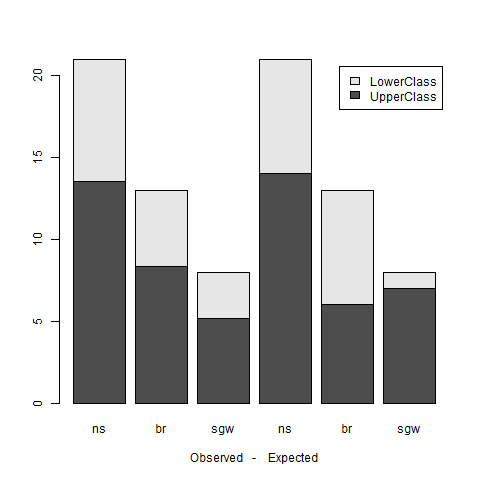 LowerClass
UpperClass
20
15
10
5
0
ns br sgw ns br sgw
Observed - Expected